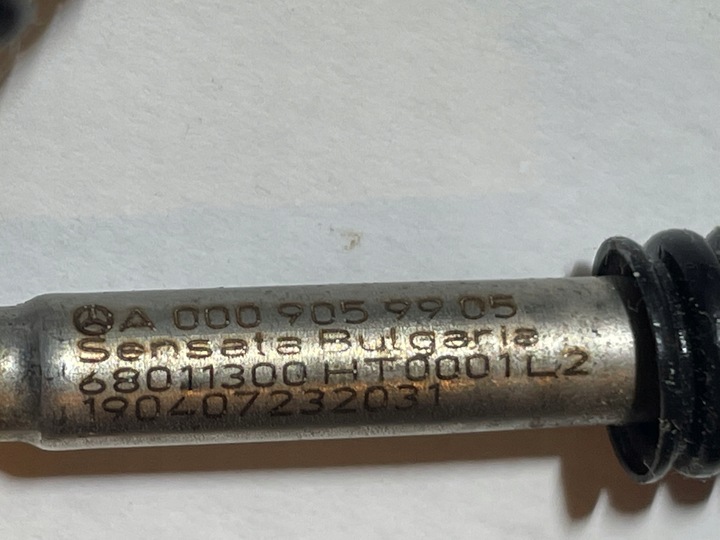 A 000 905 99 05
Sensata Bulgaria
68011300 HT0001L2
190407232031